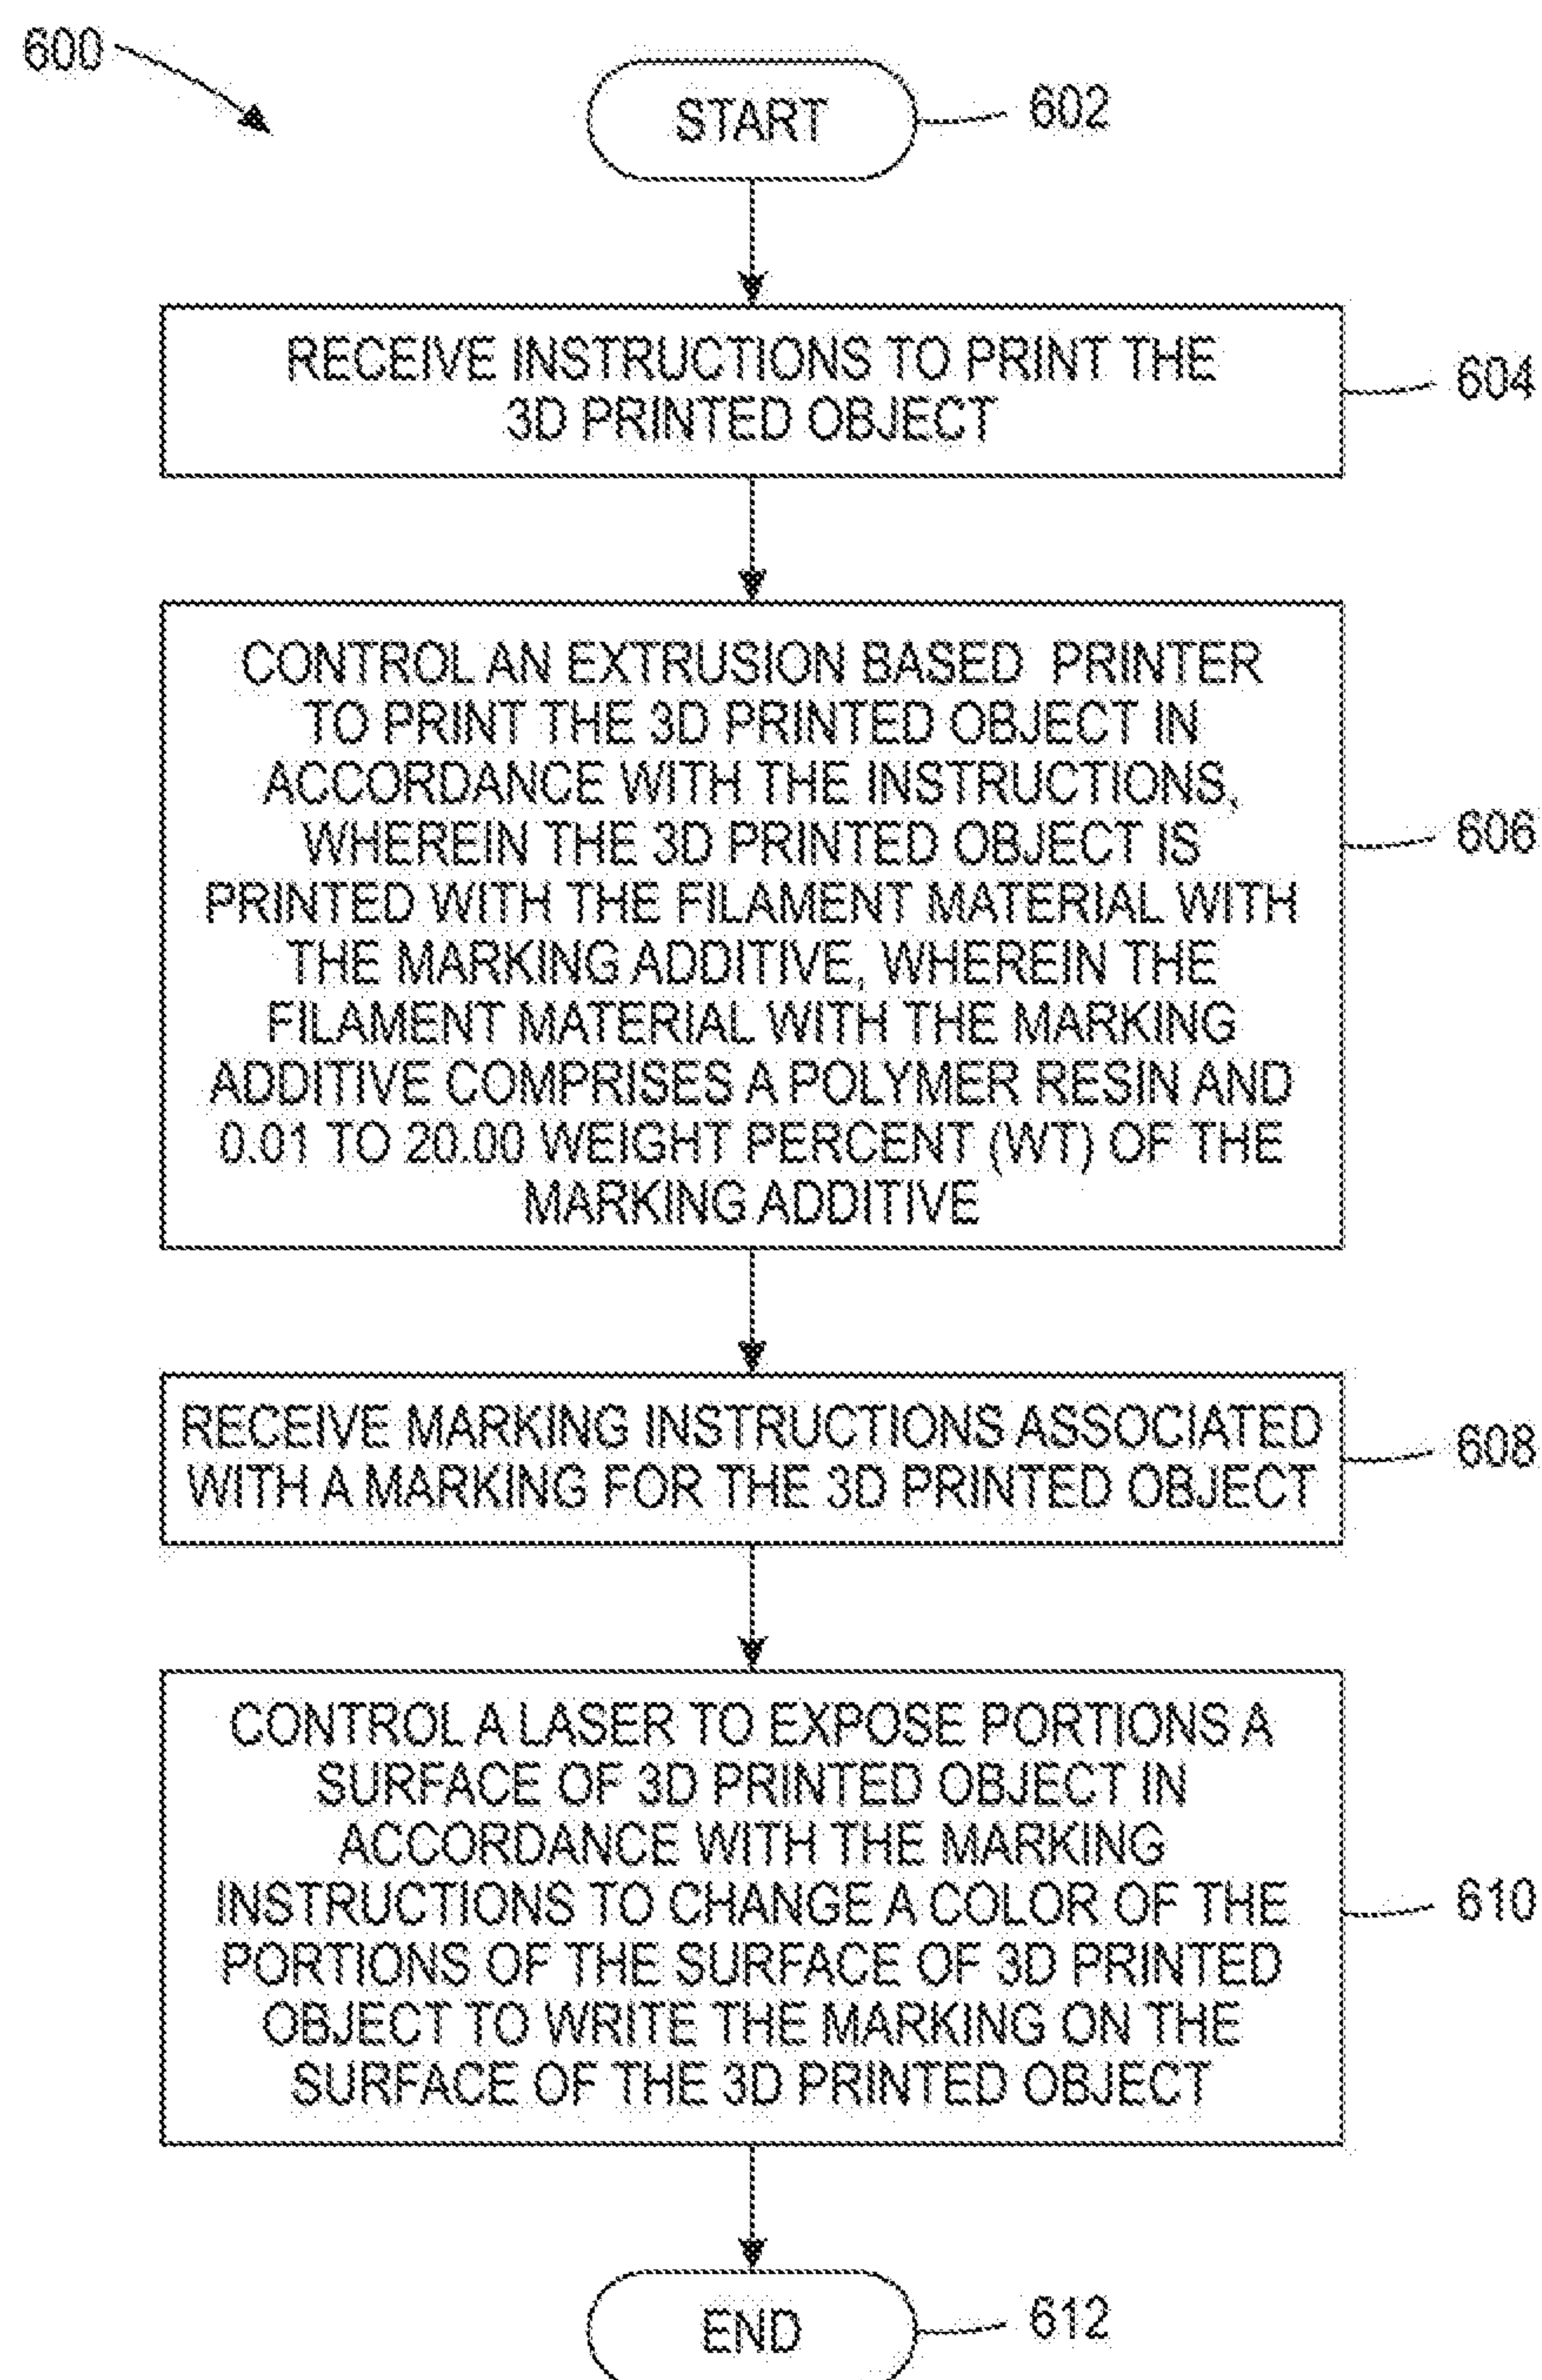 600
START
602
RECEIVE INSTRUCTIONS TO PRINT THE
3D PRINTED OBJECT
604
CONTROL AN EXTRUSION BASED PRINTER
TO PRINT THE 3D PRINTED OBJECT IN
ACCORDANCE WITH THE INSTRUCTIONS,
WHEREIN THE 3D PRINTED OBJECT IS
PRINTED WITH THE FILAMENT MATERIAL WITH
THE MARKING ADDITIVE, WHEREIN THE
FILAMENT MATERIAL WITH THE MARKING
ADDITIVE COMPRISES A POLYMER RESIN AND
0.01 TO 20.00 WEIGHT PERCENT (WT) OF THE
MARKING ADDITIVE
606
RECEIVE MARKING INSTRUCTIONS ASSOCIATED
WITH A MARKING FOR THE 3D PRINTED OBJECT
608
CONTROL A LASER TO EXPOSE PORTIONS A
SURFACE OF 3D PRINTED OBJECT IN
ACCORDANCE WITH THE MARKING
INSTRUCTIONS TO CHANGE A COLOR OF THE
PORTIONS OF THE SURFACE OF 3D PRINTED
OBJECT TO WRITE THE MARKING ON THE
SURFACE OF THE 3D PRINTED OBJECT
610
END
612